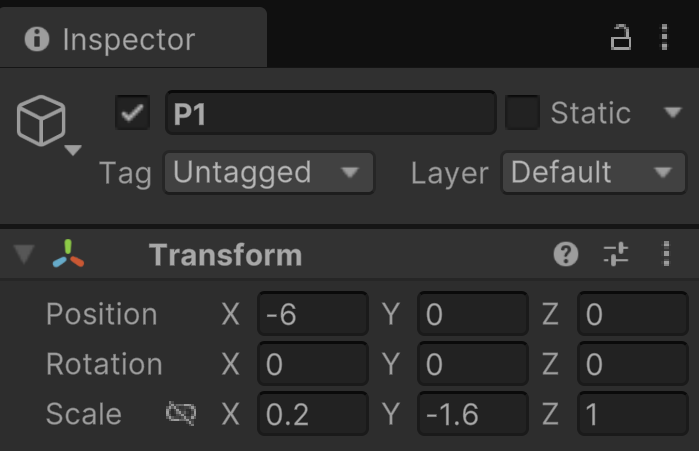 Inspector
P1 Static
Tag Untagged Layer Default
Transform
Position X -6 Y 0 Z 0
Rotation X 0 Y 0 Z 0
Scale X 0.2 Y -1.6 Z 1